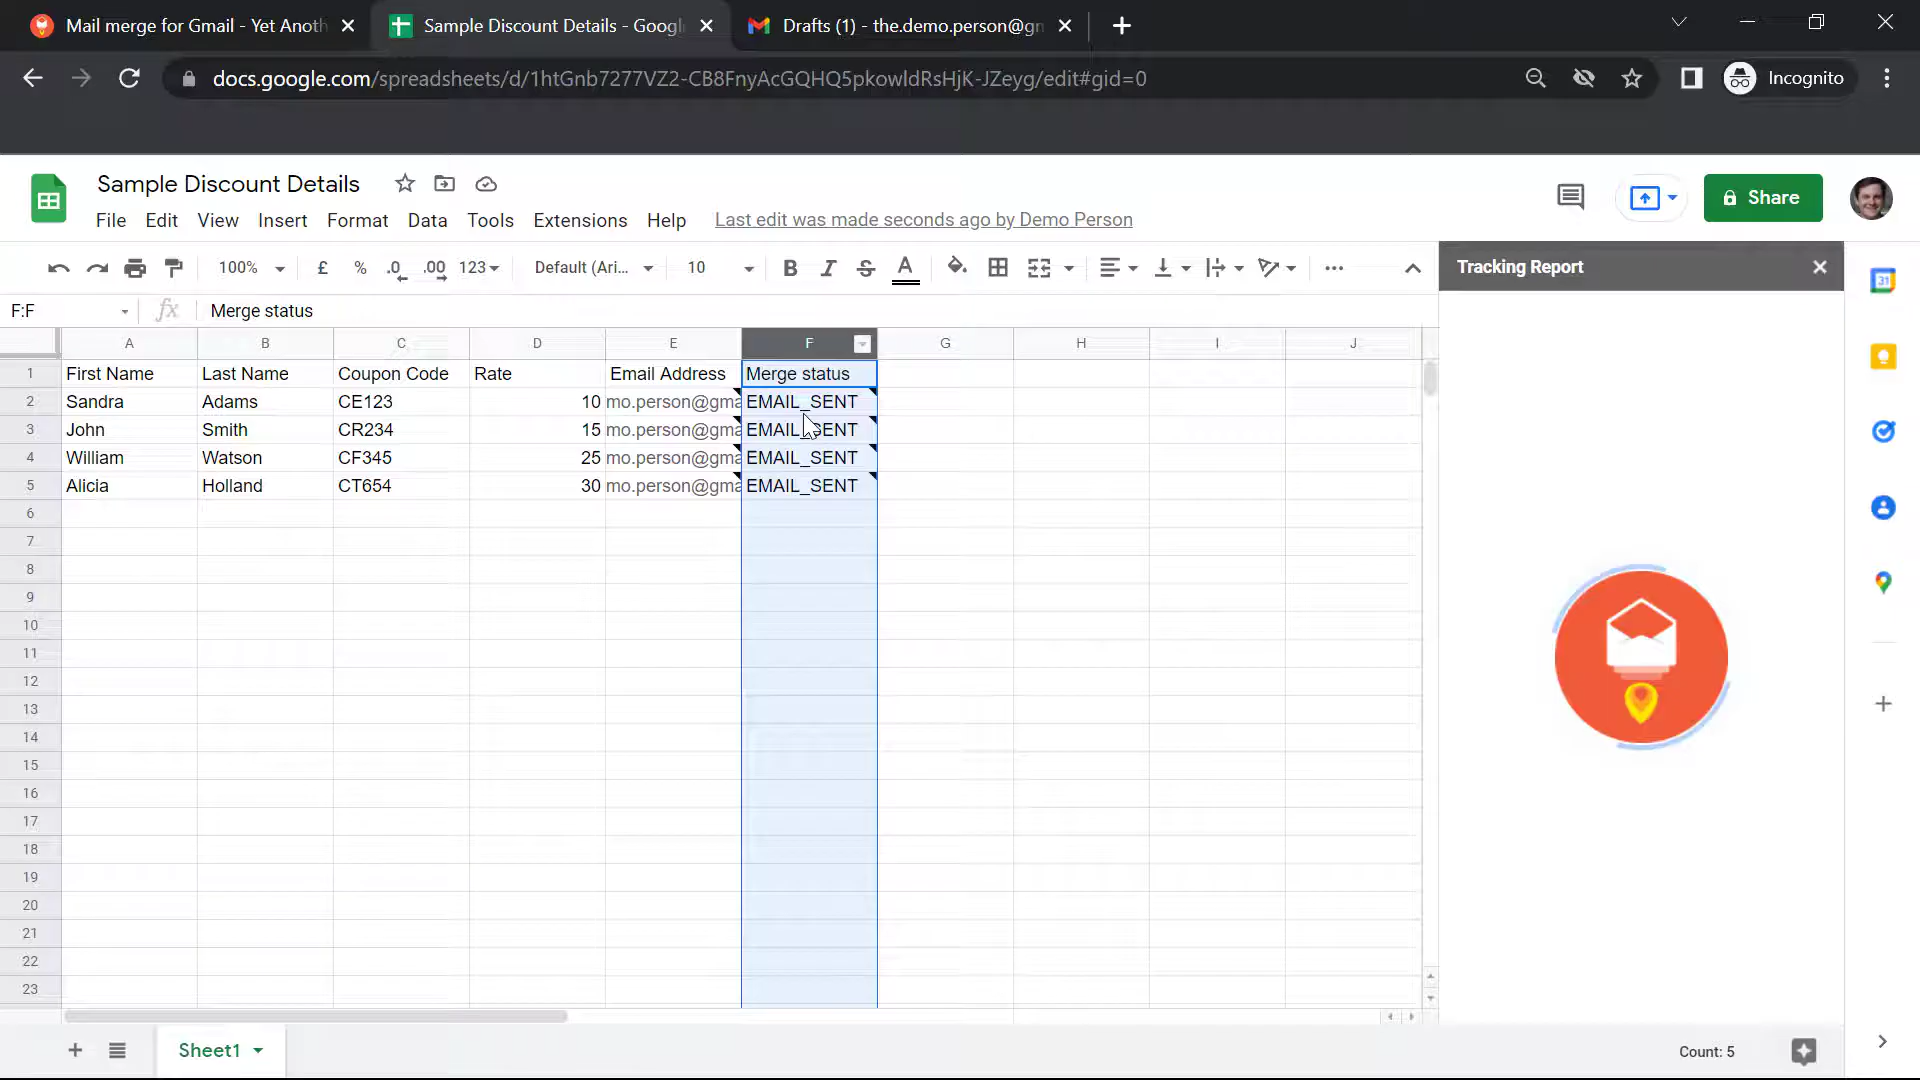 Mail merge for Gmail - Yet Anoth
Sample Discount Details - Googl
Drafts (1) - the.demo.person@gm
docs.google.com/spreadsheets/d/1htGnb7277VZ2-CB8FnyAcGQHQ5pkowldRsHjK-JZeyg/edit#gid=0
Incognito
Sample Discount Details
Share
File Edit View Insert Format Data Tools Extensions Help Last edit was made seconds ago by Demo Person
100% £ % .0 .00 123 Default (Ari... 10 B I S A
Tracking Report
31
F:F fx Merge status
A B C D E F G H I J
1 First Name Last Name Coupon Code Rate Email Address Merge status
2 Sandra Adams CE123 10 mo.person@gma EMAIL_SENT
3 John Smith CR234 15 mo.person@gma EMAIL_SENT
4 William Watson CF345 25 mo.person@gma EMAIL_SENT
5 Alicia Holland CT654 30 mo.person@gma EMAIL_SENT
6
7
8
9
10
11
12
13
14
15
16
17
18
19
20
21
22
23
Sheet1
Count: 5